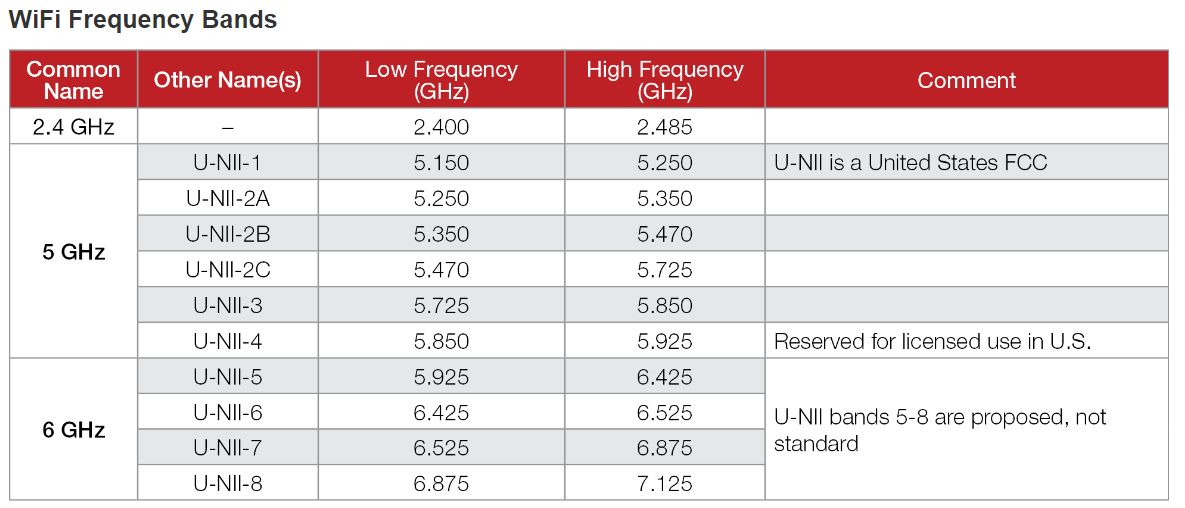 WiFi Frequency Bands
Common Name Other Name(s) Low Frequency (GHz) High Frequency (GHz) Comment
2.4 GHz – 2.400 2.485
5 GHz
U-NII-1 5.150 5.250 U-NII is a United States FCC
U-NII-2A 5.250 5.350
U-NII-2B 5.350 5.470
U-NII-2C 5.470 5.725
U-NII-3 5.725 5.850
U-NII-4 5.850 5.925 Reserved for licensed use in U.S.
6 GHz
U-NII-5 5.925 6.425
U-NII-6 6.425 6.525
U-NII-7 6.525 6.875
U-NII-8 6.875 7.125
U-NII bands 5-8 are proposed, not
standard